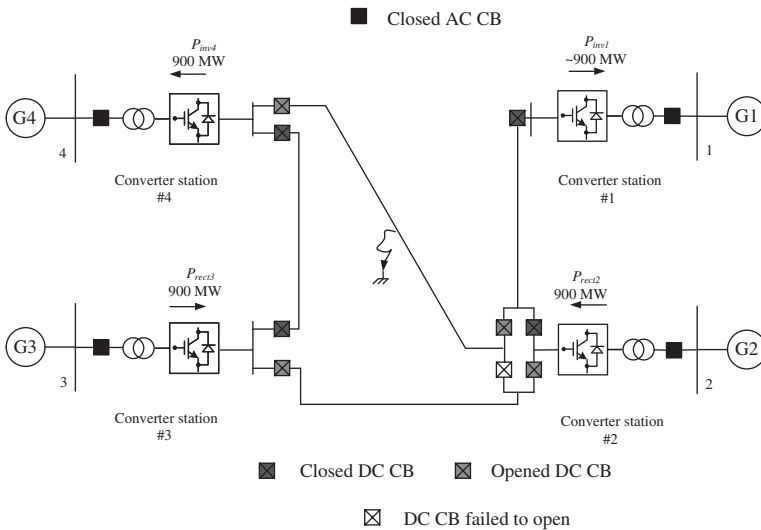 Closed AC CB
P_inv4
900 MW
P_inv1
~900 MW
G4
G1
4
1
Converter station
#4
Converter station
#1
P_rect3
900 MW
P_rect2
900 MW
G3
G2
3
2
Converter station
#3
Converter station
#2
Closed DC CB
Opened DC CB
DC CB failed to open